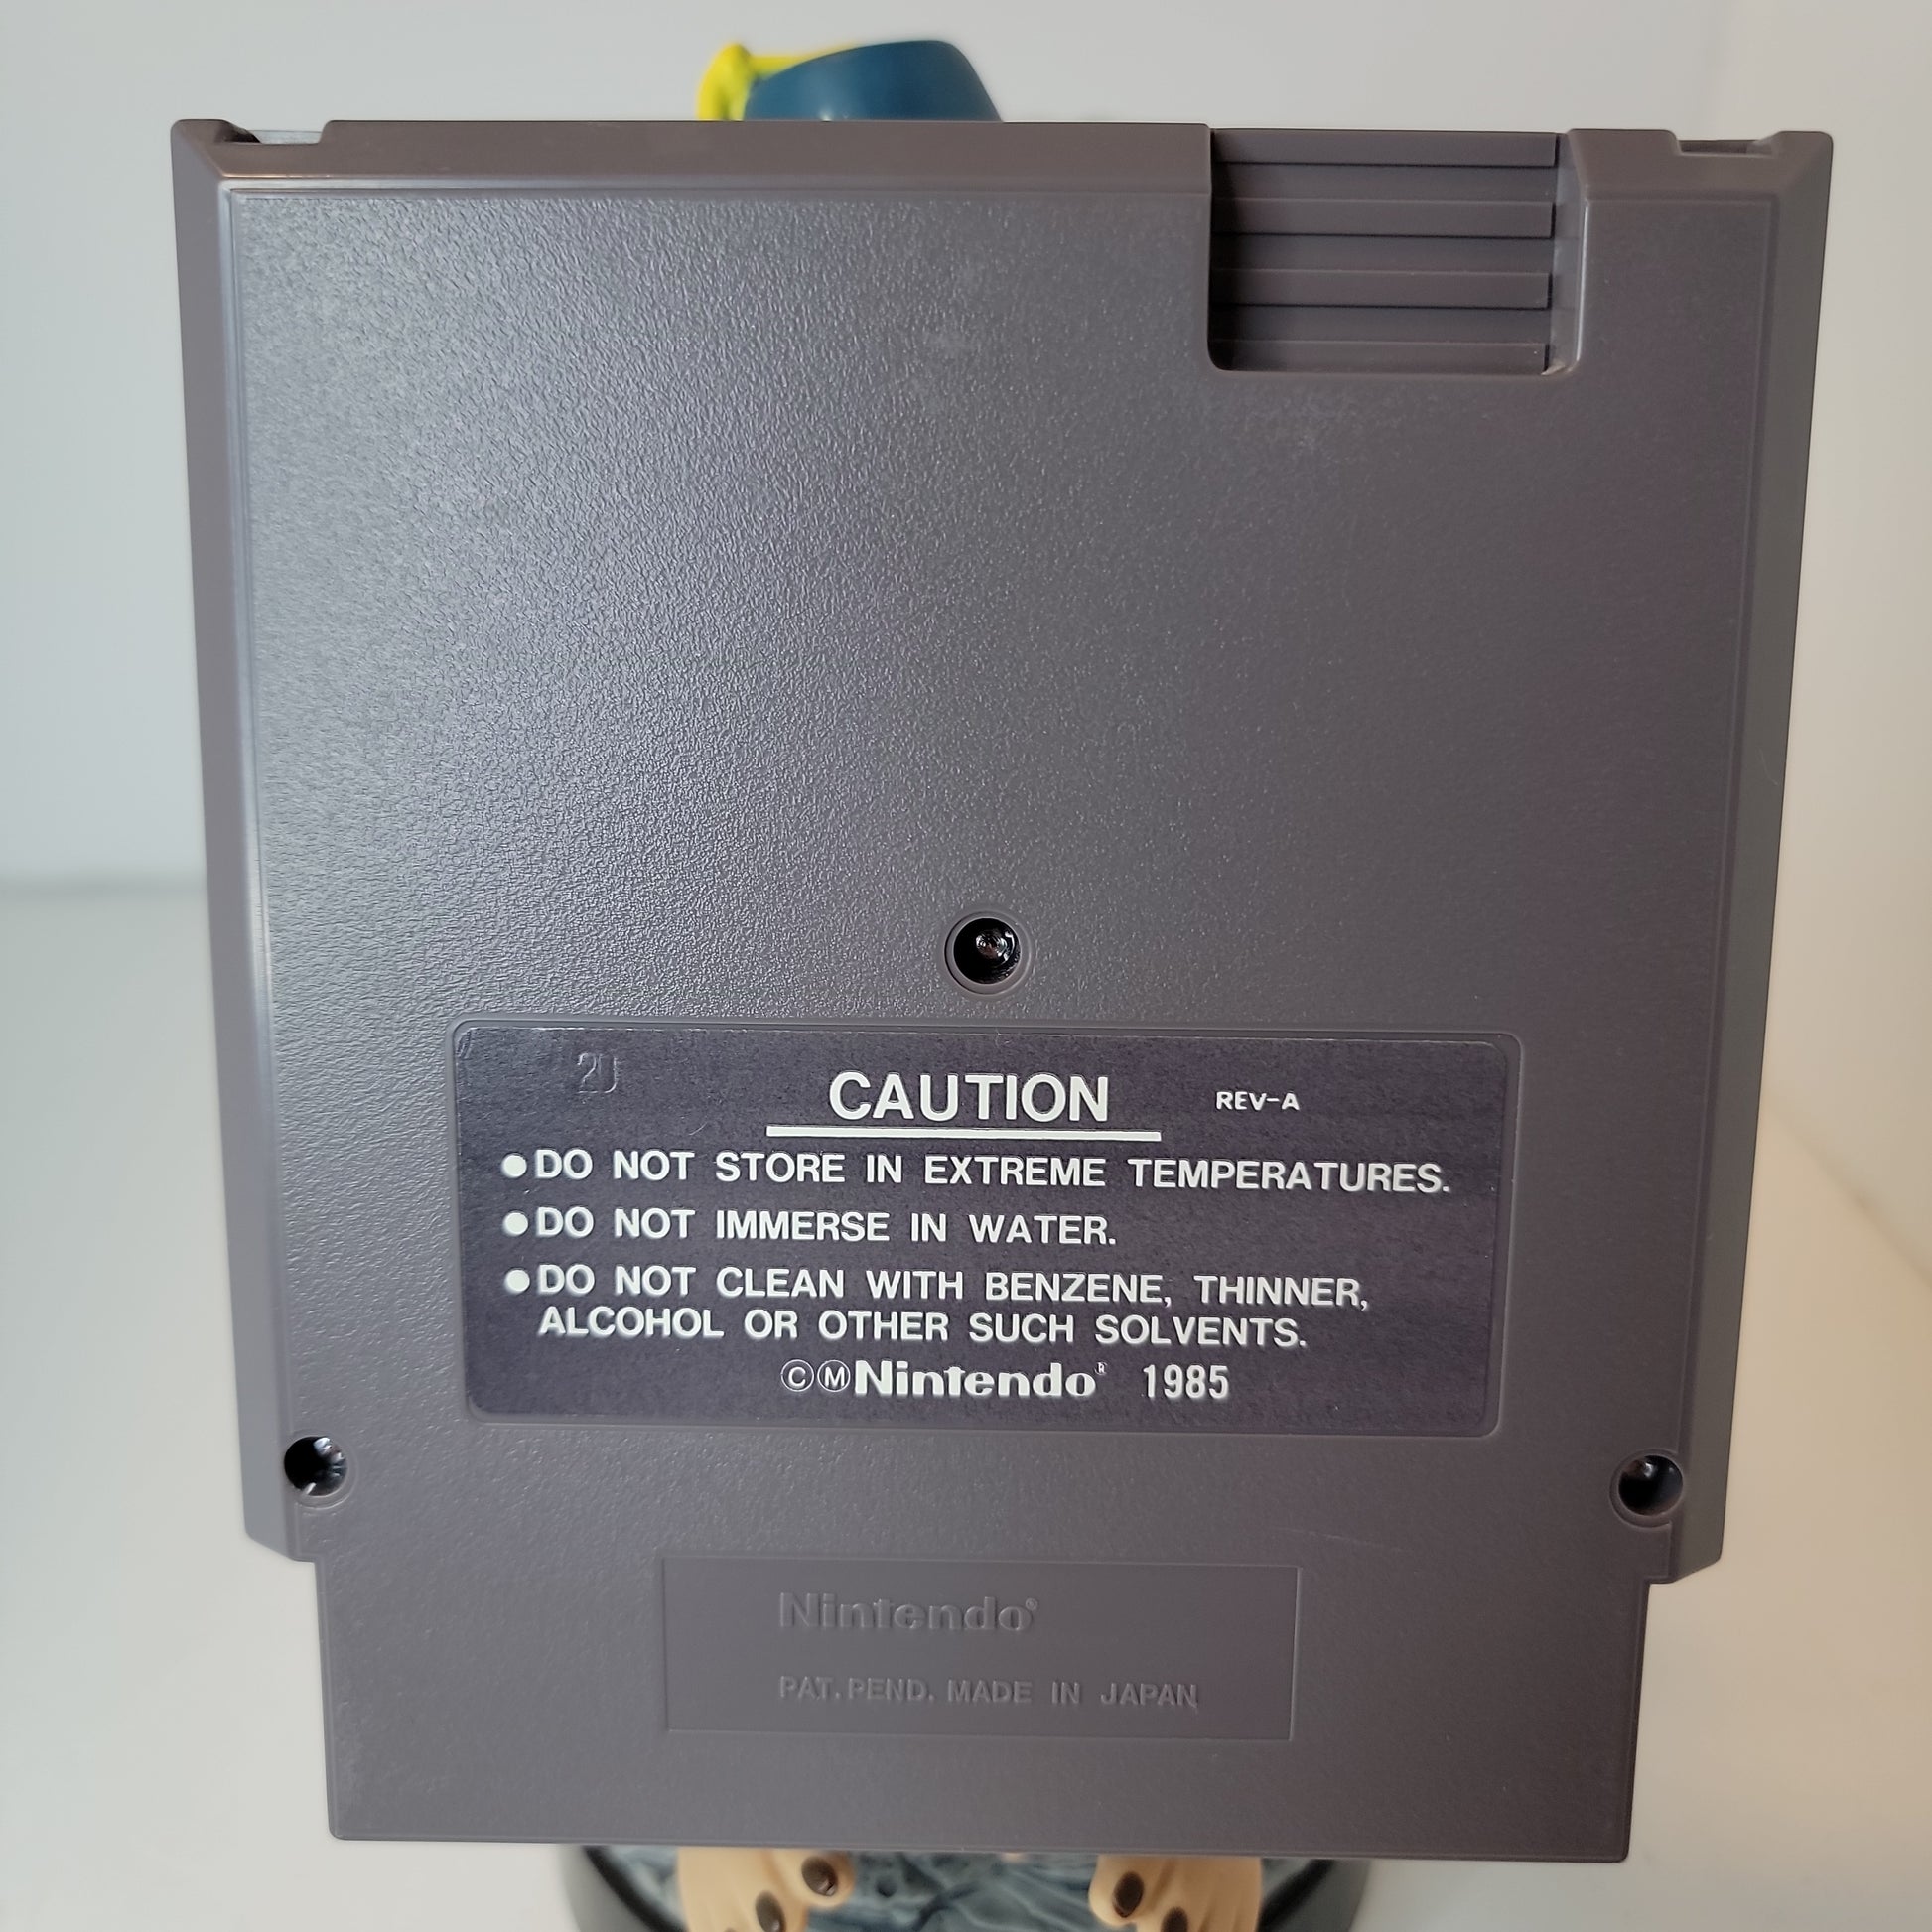 2U
CAUTION REV-A
●DO NOT STORE IN EXTREME TEMPERATURES.
●DO NOT IMMERSE IN WATER.
●DO NOT CLEAN WITH BENZENE, THINNER,
ALCOHOL OR OTHER SUCH SOLVENTS.
©ⓂNintendo® 1985
Nintendo®
PAT. PEND. MADE IN JAPAN